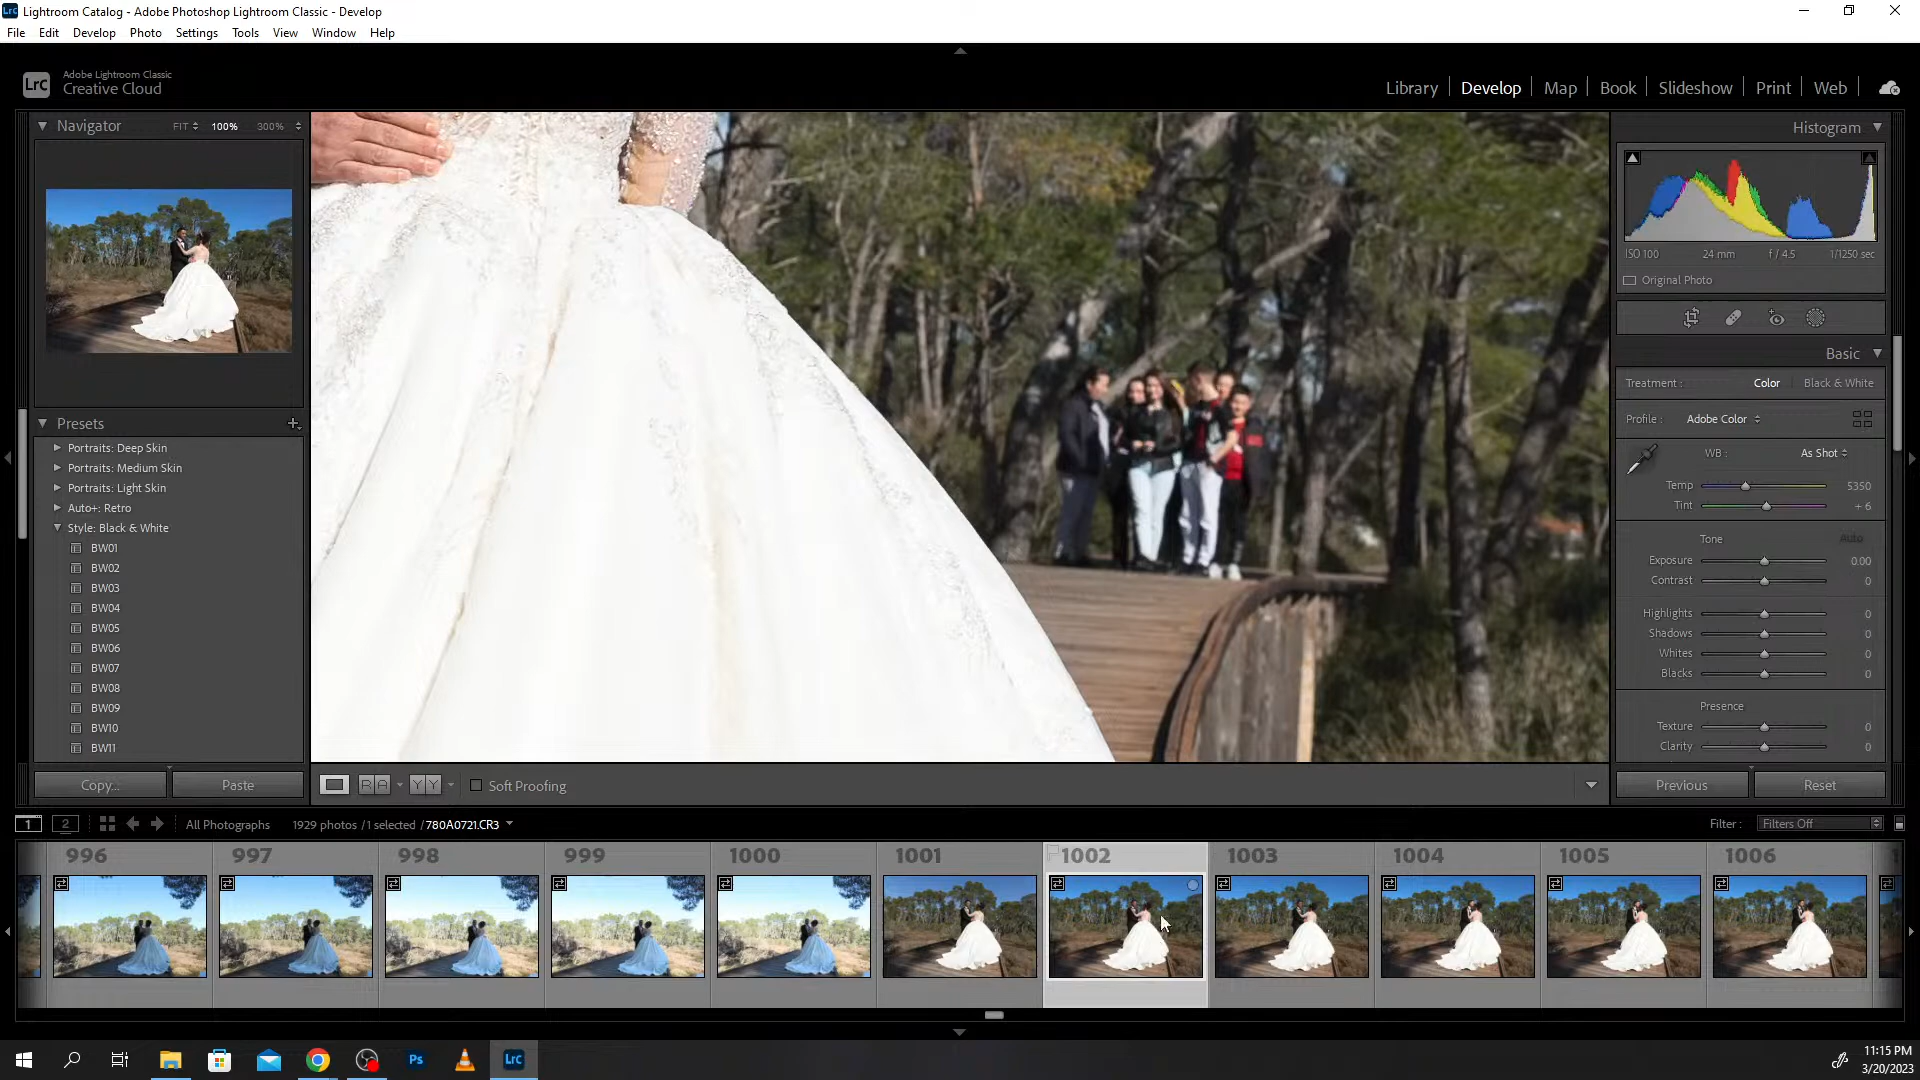 Lightroom Catalog - Adobe Photoshop Lightroom Classic - Develop
File Edit Develop Photo Settings Tools View Window Help
LrC Adobe Lightroom Classic
Creative Cloud
Library Develop Map Book Slideshow Print Web
Navigator FIT 100% 300%
Histogram
ISO 100 24 mm f / 4.5 1/1250 sec
Original Photo
Basic
Treatment : Color Black & White
Profile : Adobe Color
WB : As Shot
Temp 5350
Tint + 6
Tone Auto
Exposure 0.00
Contrast 0
Highlights 0
Shadows 0
Whites 0
Blacks 0
Presence
Texture 0
Clarity 0
Presets
Portraits: Deep Skin
Portraits: Medium Skin
Portraits: Light Skin
Auto+: Retro
Style: Black & White
BW01
BW02
BW03
BW04
BW05
BW06
BW07
BW08
BW09
BW10
BW11
Copy... Paste
R A Y Y Soft Proofing
Previous Reset
1 2 All Photographs 1929 photos / 1 selected / 780A0721.CR3
Filter : Filters Off
996 997 998 999 1000 1001 1002 1003 1004 1005 1006
Ps LrC
11:15 PM
3/20/2023